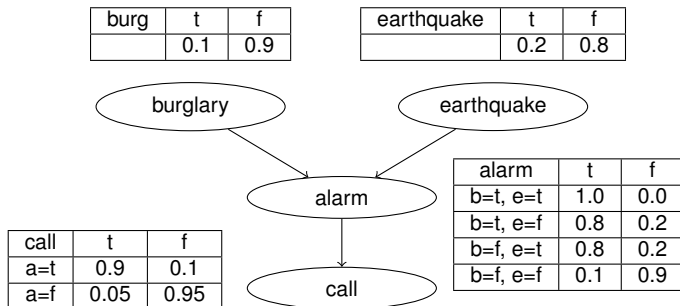 burg t f
0.1 0.9
earthquake t f
0.2 0.8
burglary
earthquake
alarm
alarm t f
b=t, e=t 1.0 0.0
b=t, e=f 0.8 0.2
b=f, e=t 0.8 0.2
b=f, e=f 0.1 0.9
call t f
a=t 0.9 0.1
a=f 0.05 0.95
call